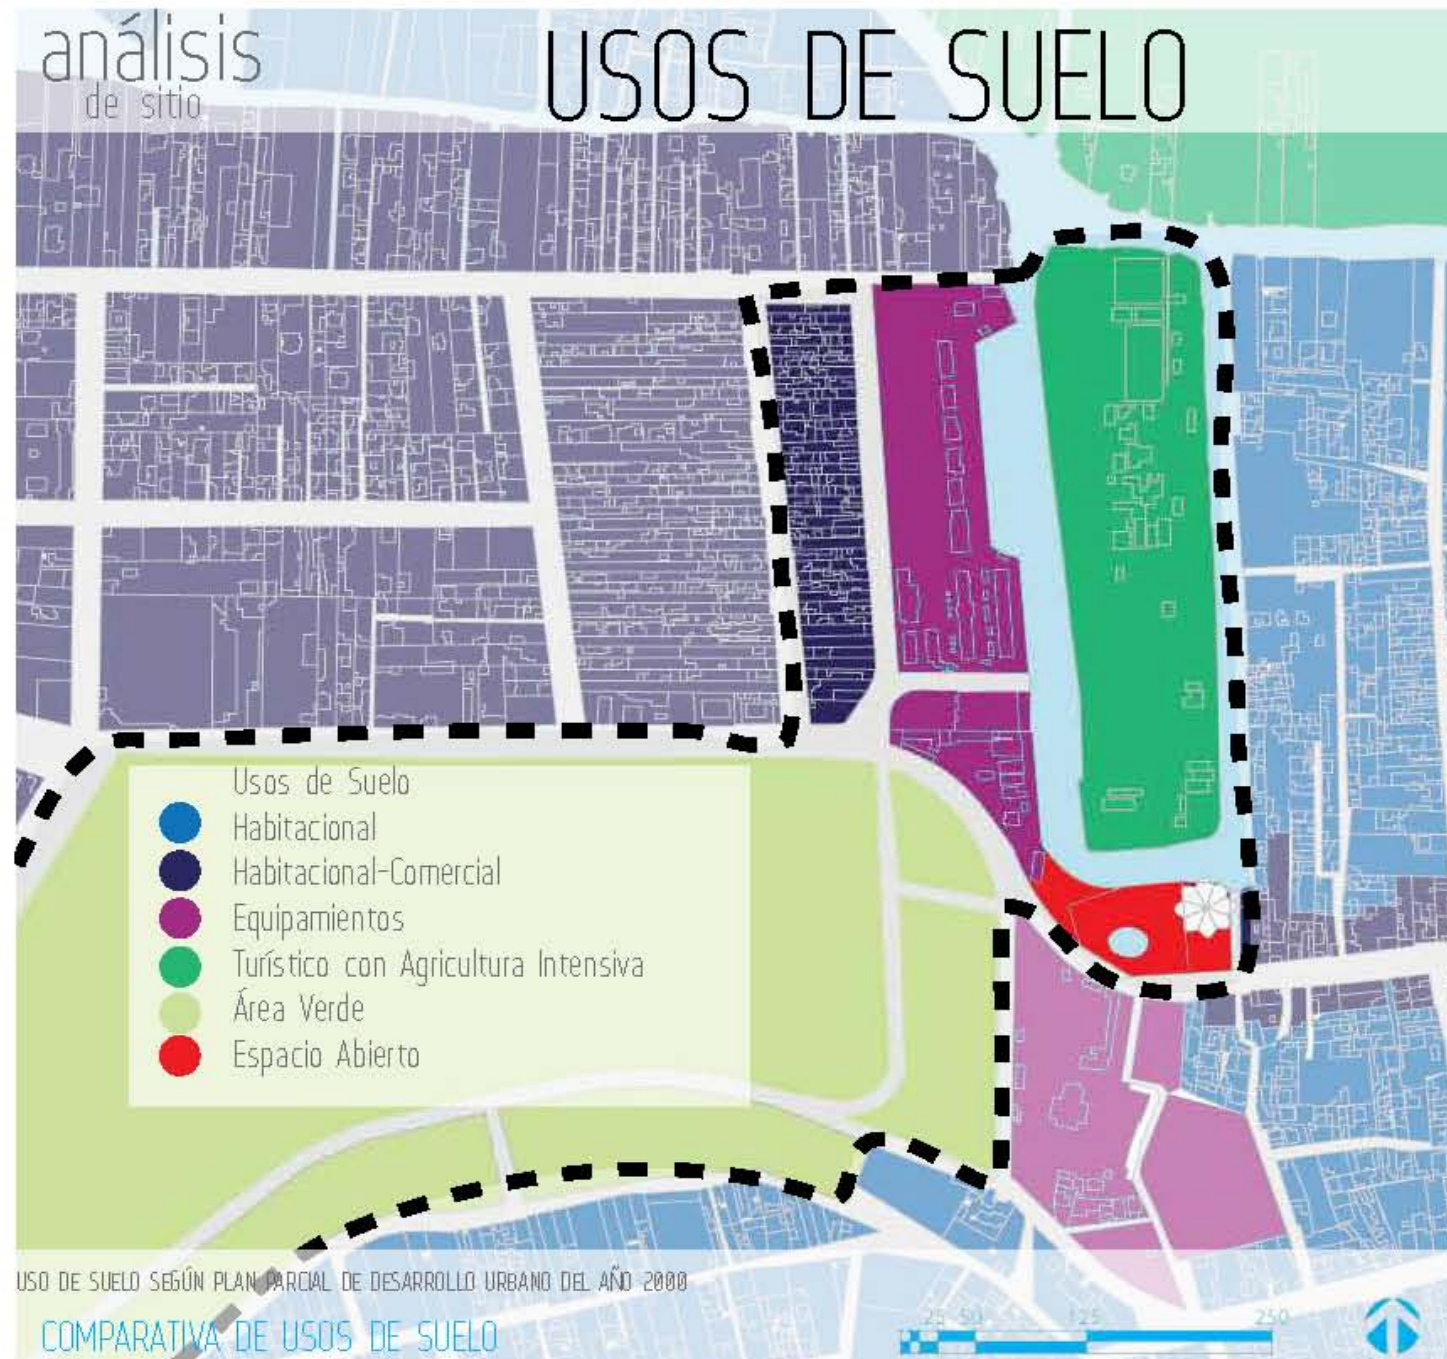 análisis
de sitio
USOS DE SUELO
Usos de Suelo
Habitacional
Habitacional-Comercial
Equipamientos
Turístico con Agricultura Intensiva
Área Verde
Espacio Abierto
USO DE SUELO SEGÚN PLAN PARCIAL DE DESARROLLO URBANO DEL AÑO 2000
COMPARATIVA DE USOS DE SUELO
25 50 125 250